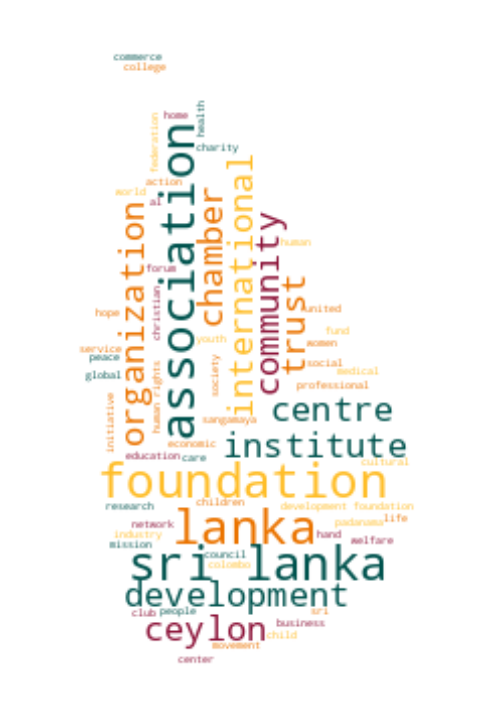 commerce
college
health
home
federation
charity
association
action
world
al
international
chamber
organization
community
human
forum
christian
trust
hope
united
youth
fund
women
service
peace
society
social
medical
global
human rights
professional
initiative
centre
sangamaya
institute
economic
education
care
cultural
foundation
research
children
development foundation
lanka
padanama
life
network
industry
hand
welfare
mission
council
sri lanka
colombo
development
club
people
sri
ceylon
business
child
movement
center